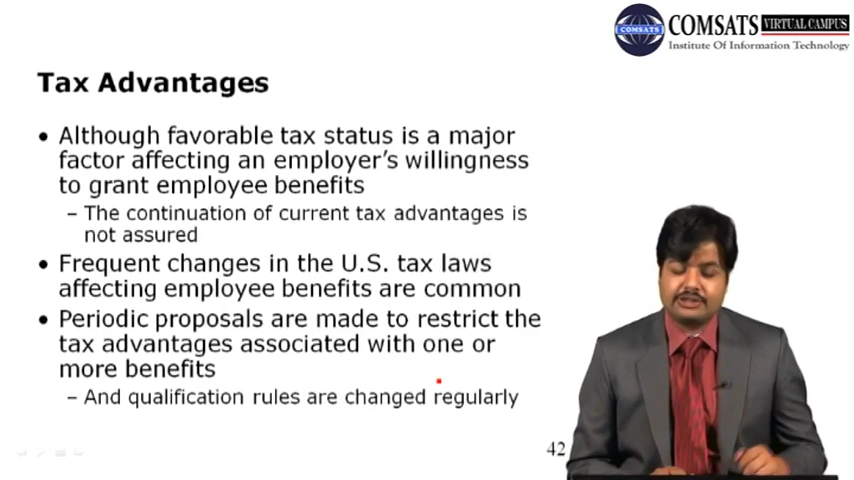 COMSATS VIRTUAL CAMPUS
COMSATS
Institute Of Information Technology
Tax Advantages
• Although favorable tax status is a major
factor affecting an employer's willingness
to grant employee benefits
– The continuation of current tax advantages is
not assured
• Frequent changes in the U.S. tax laws
affecting employee benefits are common
• Periodic proposals are made to restrict the
tax advantages associated with one or
more benefits
– And qualification rules are changed regularly
42